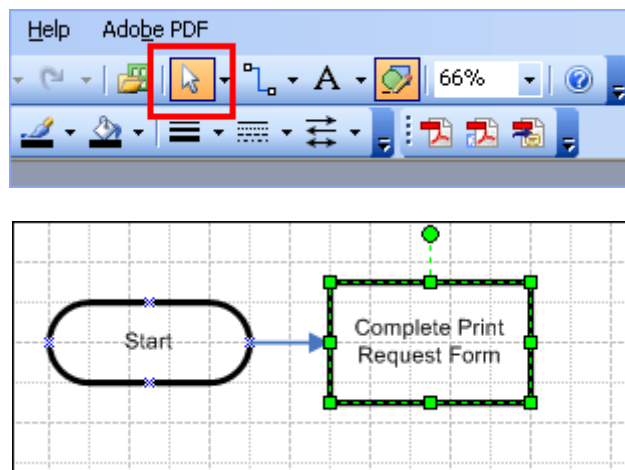 Help Adobe PDF
A 66%
Start
Complete Print
Request Form